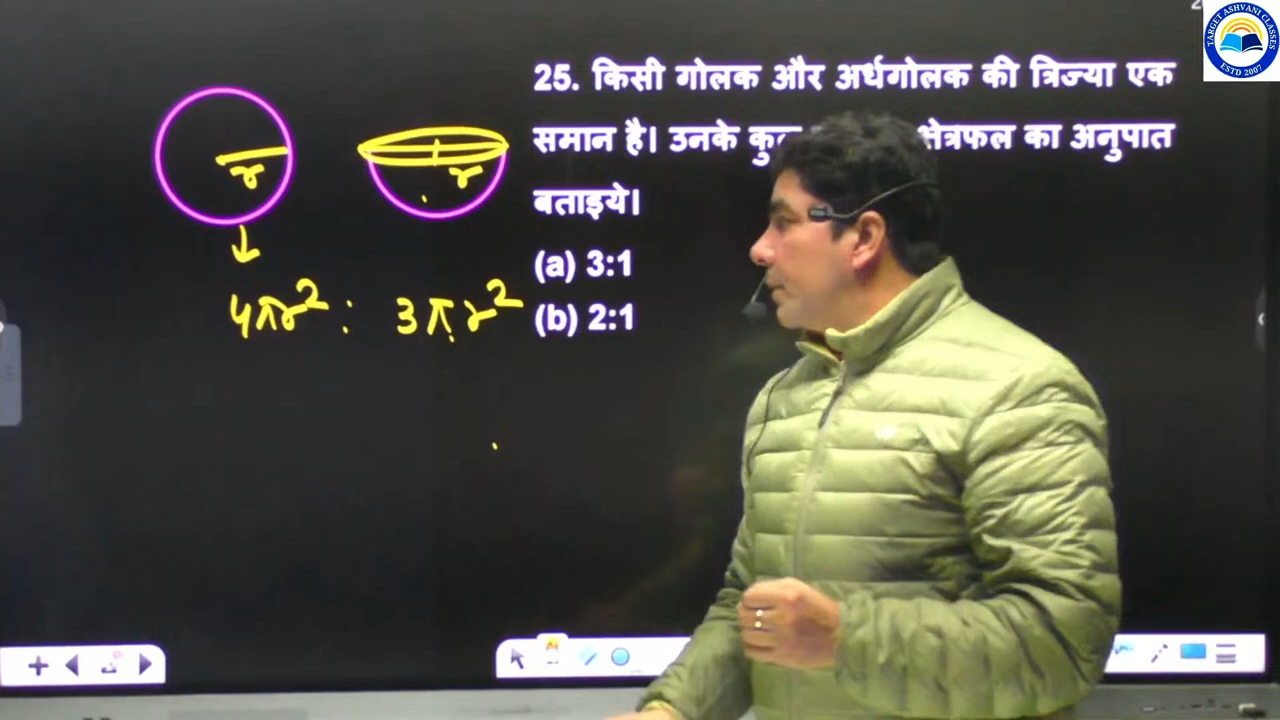 TARGET ASHVANI CLASSES
ESTD 2007
25. किसी गोलक और अर्धगोलक की त्रिज्या एक
समान है। उनके क्षेत्रफल का अनुपात
बताइये।
(a) 3:1
(b) 2:1
r
r
4πr² : 3πr²